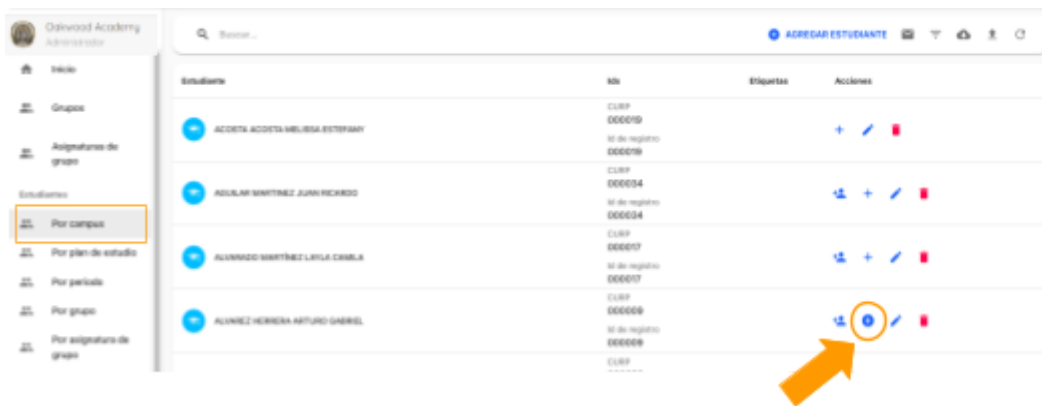 Oakwood Academy
Administrador
Buscar...
AGREGAR ESTUDIANTE
Inicio
Grupos
Asignaturas de
grupo
Estudiantes
Por campus
Por plan de estudio
Por periodo
Por grupo
Por asignatura de
grupo
Estudiante
Ids
Etiquetas
Acciones
ACOSTA ACOSTA MELISSA ESTEFANY
CURP
000019
Id de registro
000019
AGUILAR MARTINEZ JUAN RICARDO
CURP
000034
Id de registro
000034
ALVARADO MARTÍNEZ LAYLA CAMILA
CURP
000017
Id de registro
000017
ALVAREZ HERRERA ARTURO GABRIEL
CURP
000009
Id de registro
000009
CURP